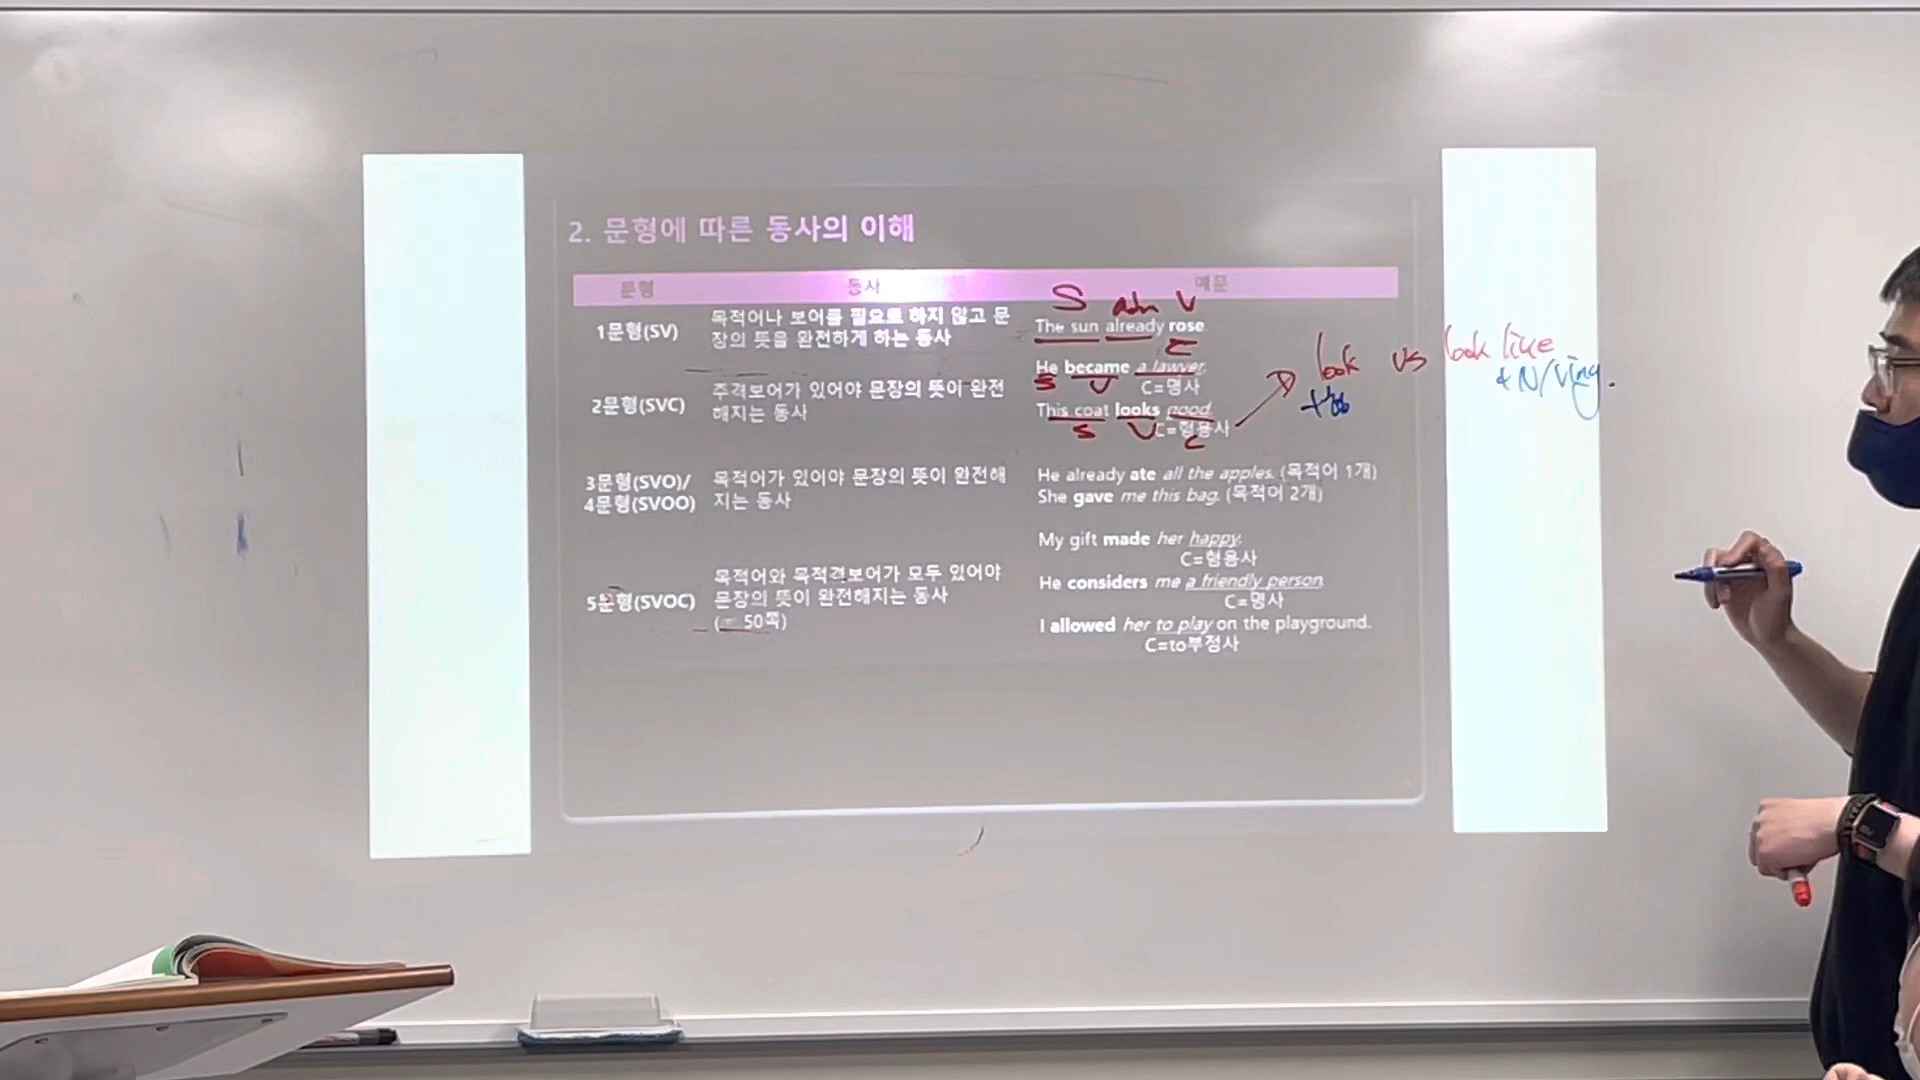 2. 문형에 따른 동사의 이해
문형 동사 예문
S adv V
1문형(SV) 목적어나 보어를 필요로 하지 않고 문
장의 뜻을 완전하게 하는 동사
The sun already rose.
C
2문형(SVC) 주격보어가 있어야 문장의 뜻이 완전
해지는 동사
He became a lawyer.
S V C=명사
This coat looks good.
S V C=형용사
C
look vs look like
+ N/Ving.
3문형(SVO)/
4문형(SVOO)
목적어가 있어야 문장의 뜻이 완전해
지는 동사
He already ate all the apples. (목적어 1개)
She gave me this bag. (목적어 2개)
5문형(SVOC) 목적어와 목적격보어가 모두 있어야
문장의 뜻이 완전해지는 동사
50쪽)
My gift made her happy.
C=형용사
He considers me a friendly person.
C=명사
I allowed her to play on the playground.
C=to부정사